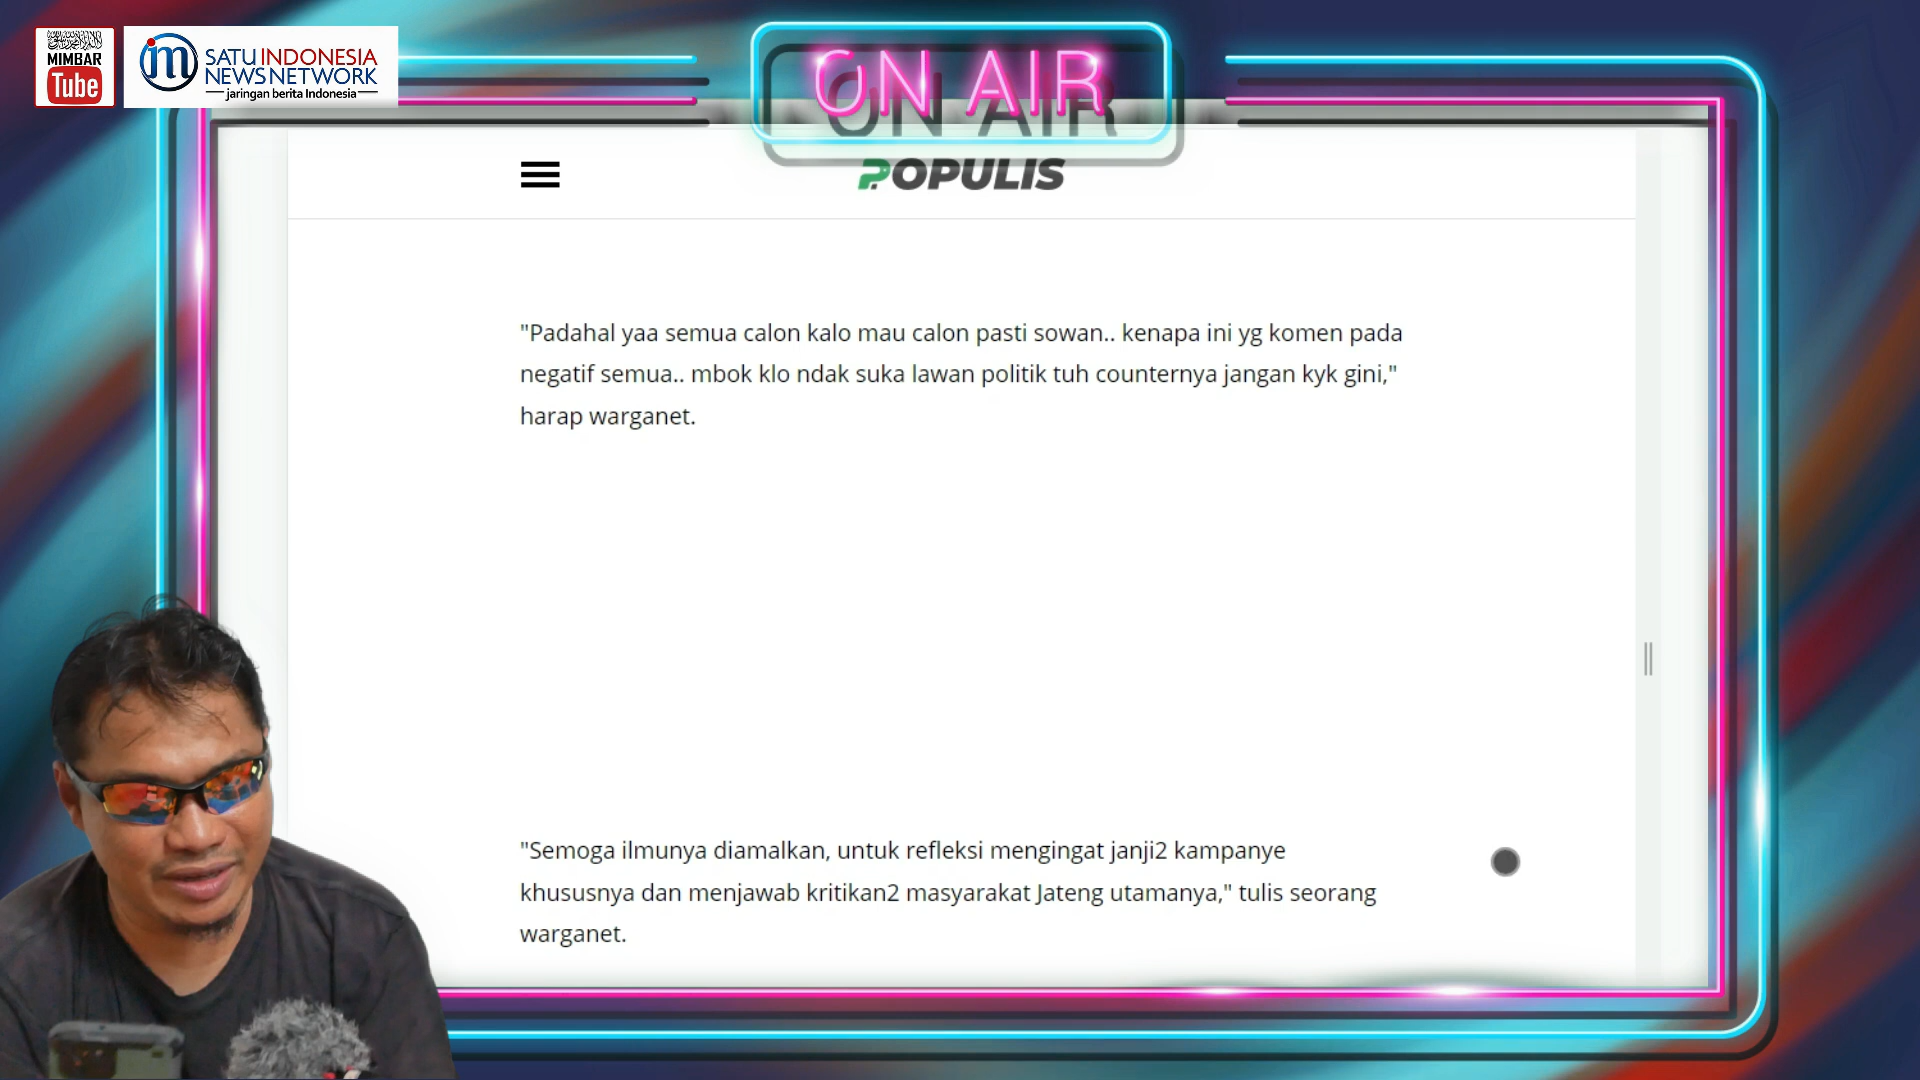 MIMBAR
Tube
SATU INDONESIA
NEWS NETWORK
jaringan berita Indonesia
ON AIR
POPULIS
"Padahal yaa semua calon kalo mau calon pasti sowan.. kenapa ini yg komen pada
negatif semua.. mbok klo ndak suka lawan politik tuh counternya jangan kyk gini,"
harap warganet.
"Semoga ilmunya diamalkan, untuk refleksi mengingat janji2 kampanye
khususnya dan menjawab kritikan2 masyarakat Jateng utamanya," tulis seorang
warganet.